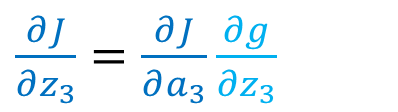 ∂J/∂z₃ = ∂J/∂a₃ ∂g/∂z₃